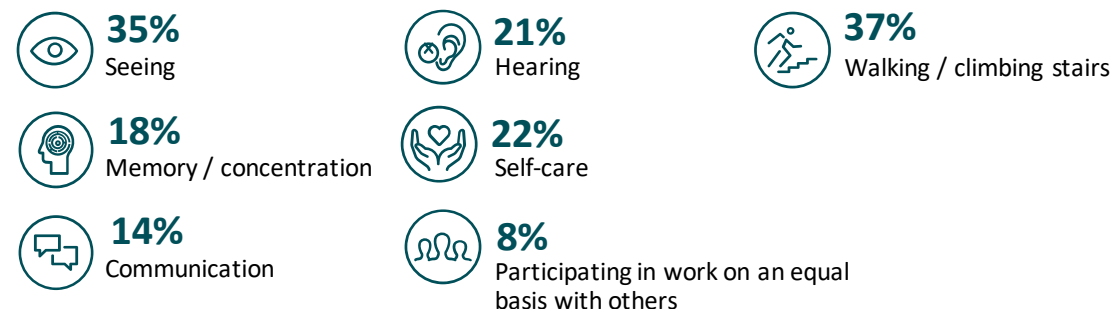 35%
Seeing
21%
Hearing
37%
Walking / climbing stairs
18%
Memory / concentration
22%
Self-care
14%
Communication
8%
Participating in work on an equal
basis with others